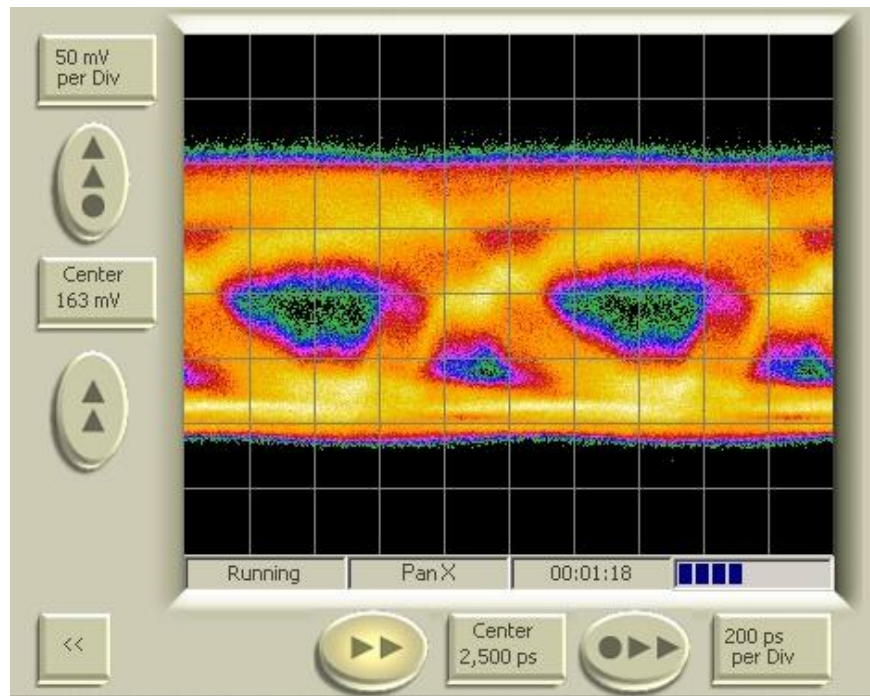 50 mV
per Div
Center
163 mV
Running
Pan X
00:01:18
<<
Center
2,500 ps
200 ps
per Div